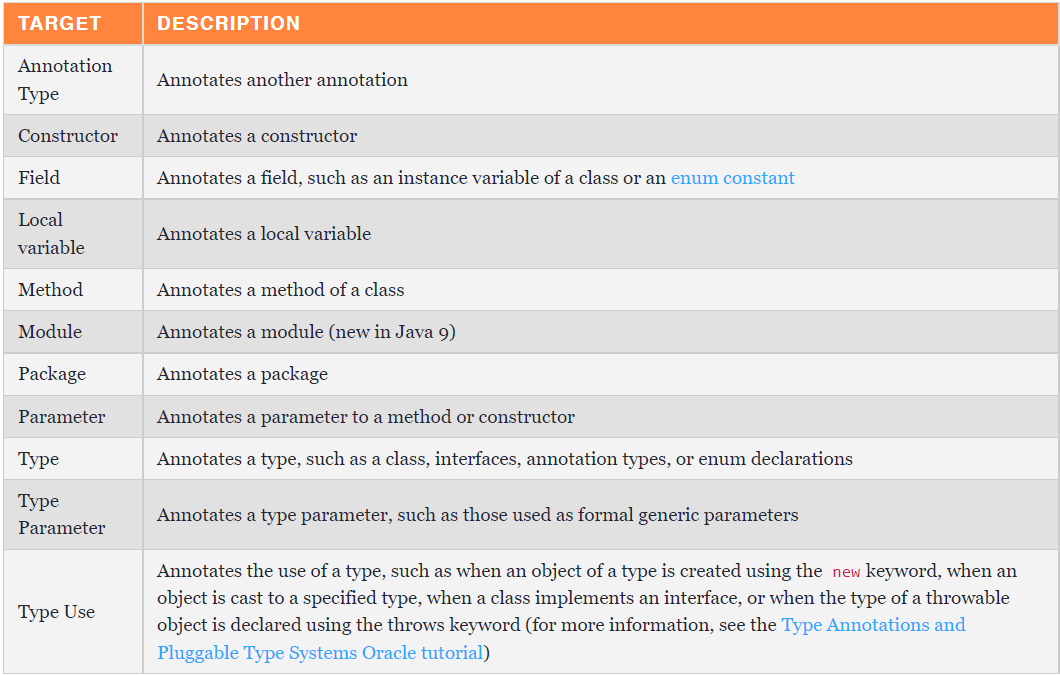 TARGET DESCRIPTION
Annotation
Type
Annotates another annotation
Constructor Annotates a constructor
Field Annotates a field, such as an instance variable of a class or an enum constant
Local
variable
Annotates a local variable
Method Annotates a method of a class
Module Annotates a module (new in Java 9)
Package Annotates a package
Parameter Annotates a parameter to a method or constructor
Type Annotates a type, such as a class, interfaces, annotation types, or enum declarations
Type
Parameter
Annotates a type parameter, such as those used as formal generic parameters
Type Use
Annotates the use of a type, such as when an object of a type is created using the new keyword, when an
object is cast to a specified type, when a class implements an interface, or when the type of a throwable
object is declared using the throws keyword (for more information, see the Type Annotations and
Pluggable Type Systems Oracle tutorial)